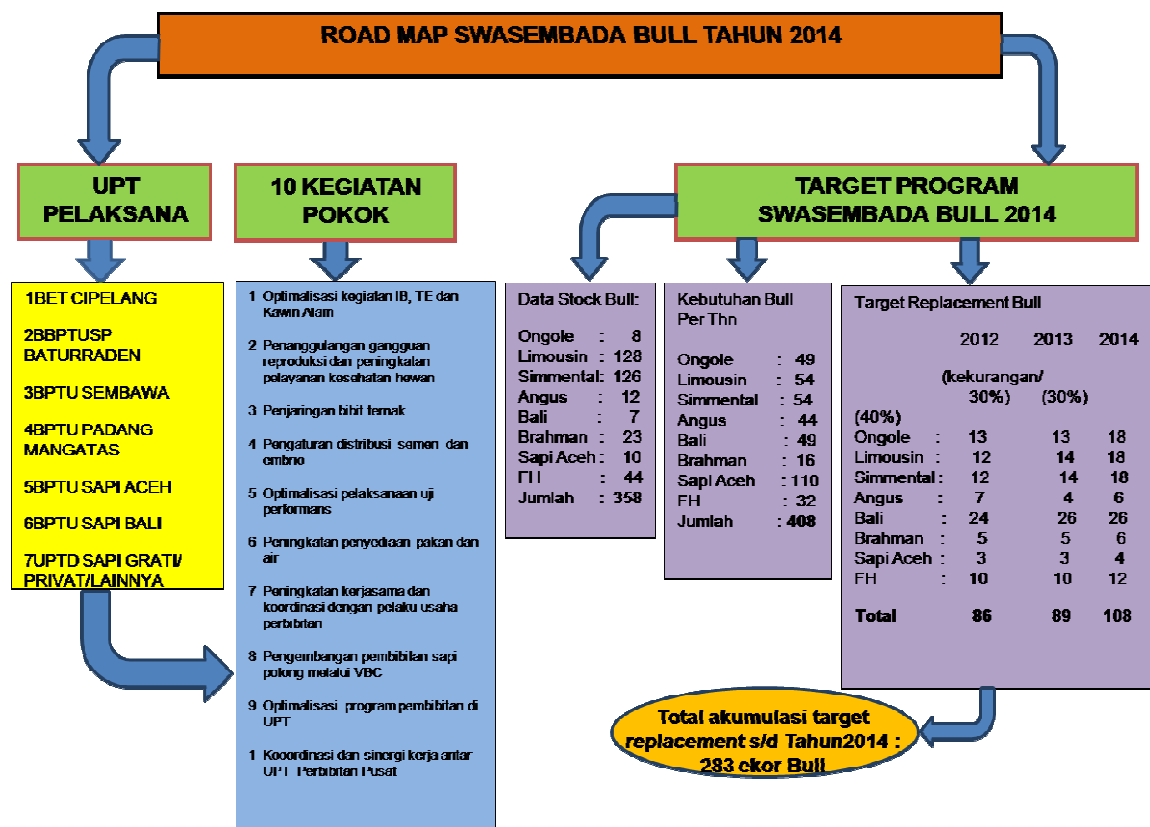 ROAD MAP SWASEMBADA BULL TAHUN 2014
UPT
PELAKSANA
10 KEGIATAN
POKOK
TARGET PROGRAM
SWASEMBADA BULL 2014
1BET CIPELANG
2BBPTUSP
BATURRADEN
3BPTU SEMBAWA
4BPTU PADANG
MANGATAS
5BPTU SAPI ACEH
6BPTU SAPI BALI
7UPTD SAPI GRATI/
PRIVAT/LAINNYA
1 Optimalisasi kegiatan IB, TE dan
Kawin Alam
2 Penanggulangan gangguan
reproduksi dan peningkatan
pelayanan kesehatan hewan
3 Penjaringan bibit ternak
4 Pengaturan distribusi semen dan
embrio
5 Optimalisasi pelaksanaan uji
performans
6 Peningkatan penyediaan pakan dan
air
7 Peningkatan kerjasama dan
koordinasi dengan pelaku usaha
perbibitan
8 Pengembangan pembibitan sapi
potong melalui VBC
9 Optimalisasi program pembibitan di
UPT
1 Kooordinasi dan sinergi kerja antar
UPT Perbibitan Pusat
Data Stock Bull:
Ongole : 8
Limousin : 128
Simmental: 126
Angus : 12
Bali : 7
Brahman : 23
Sapi Aceh : 10
FH : 44
Jumlah : 358
Kebutuhan Bull
Per Thn
Ongole : 49
Limousin : 54
Simmental : 54
Angus : 44
Bali : 49
Brahman : 16
Sapi Aceh : 110
FH : 32
Jumlah : 408
Target Replacement Bull
2012 2013 2014
(kekurangan/
30%) (30%)
(40%)
Ongole : 13 13 18
Limousin : 12 14 18
Simmental : 12 14 18
Angus : 7 4 6
Bali : 24 26 26
Brahman : 5 5 6
Sapi Aceh : 3 3 4
FH : 10 10 12
Total 86 89 108
Total akumulasi target
replacement s/d Tahun2014 :
283 ekor Bull